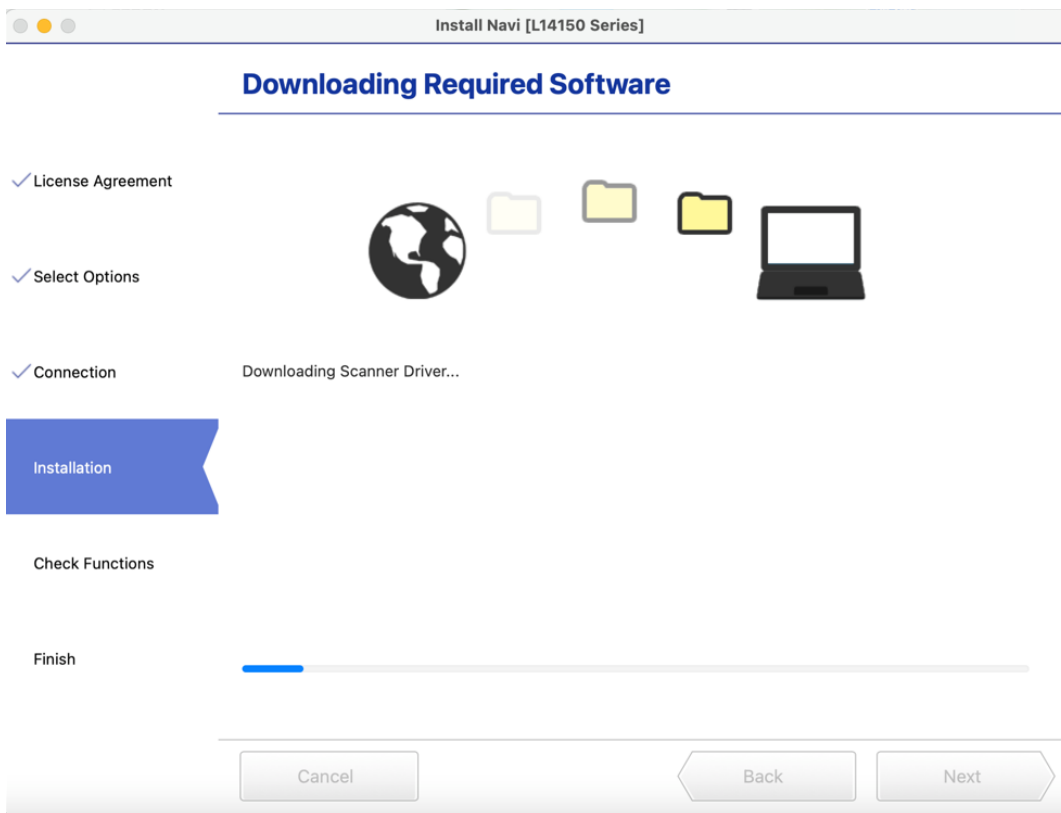 Install Navi [L14150 Series]
Downloading Required Software
License Agreement
Select Options
Connection
Downloading Scanner Driver...
Installation
Check Functions
Finish
Cancel
Back
Next